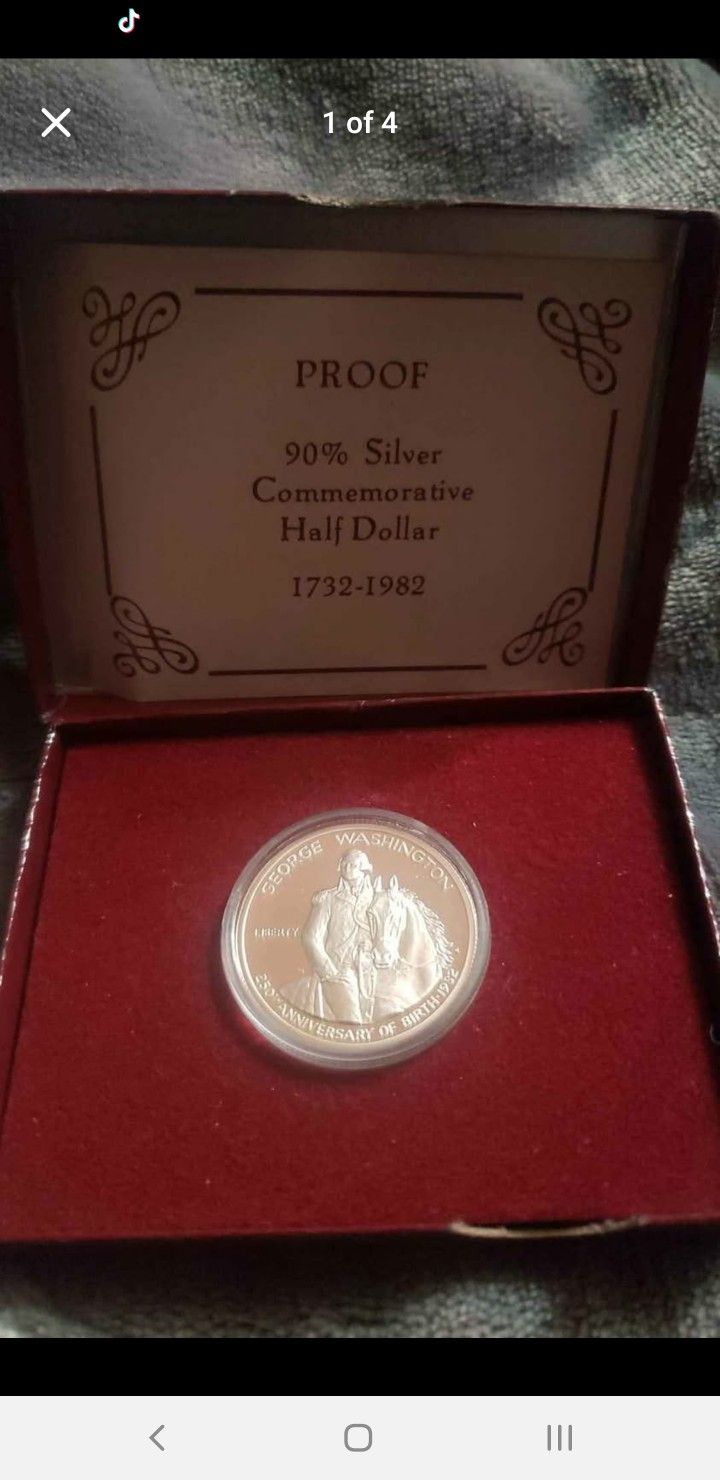 1 of 4
PROOF
90% Silver
Commemorative
Half Dollar
1732-1982
GEORGE WASHINGTON
LIBERTY
250TH ANNIVERSARY OF BIRTH·1982